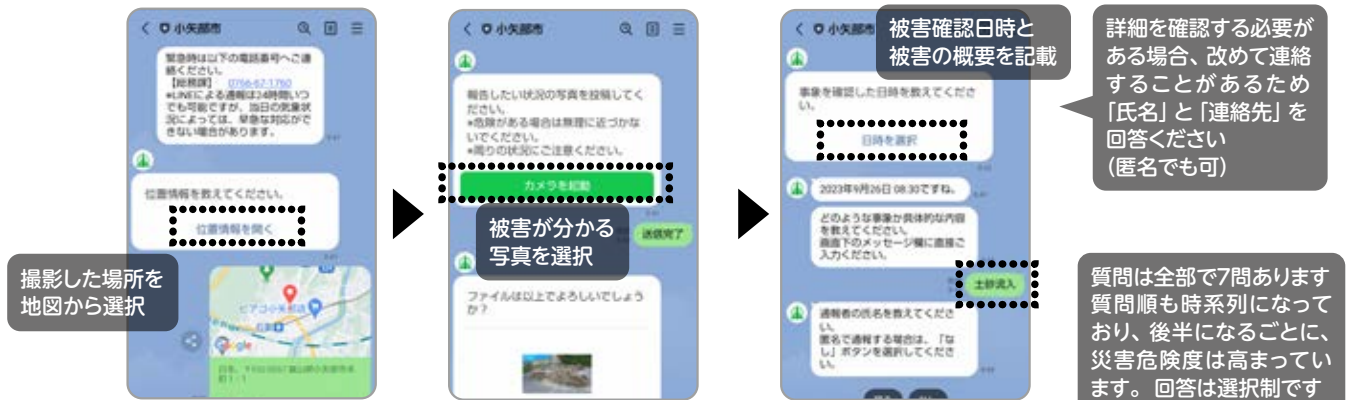 小矢部市
緊急時は以下の電話番号へご連
絡ください。
【総務課】 0766-67-1760
※LINEによる通報は24時間いつ
でも可能ですが、当日の気象状
況によっては、早急な対応がで
きない場合があります。
位置情報を教えてください。
位置情報を開く
撮影した場所を
地図から選択
小矢部市
報告したい状況の写真を投稿してく
ださい。
※危険がある場合は無理に近づかな
いでください。
※周りの状況にご注意ください。
カメラを起動
被害が分かる
写真を選択
送信完了
ファイルは以上でよろしいでしょう
か?
小矢部市
被害確認日時と
被害の概要を記載
事象を確認した日時を教えてくださ
い。
日時を選択
2023年9月26日 08:30ですね。
どのような事象か具体的な内容
を教えてください。
画面下のメッセージ欄に直接ご
入力ください。
土砂流入
通報者の氏名を教えてくださ
い。
匿名で通報する場合は、「な
し」ボタンを選択してくださ
い。
詳細を確認する必要が
ある場合、改めて連絡
することがあるため
「氏名」と「連絡先」を
回答ください
(匿名でも可)
質問は全部で7問あります
質問順も時系列になって
おり、後半になるごとに、
災害危険度は高まってい
ます。回答は選択制です